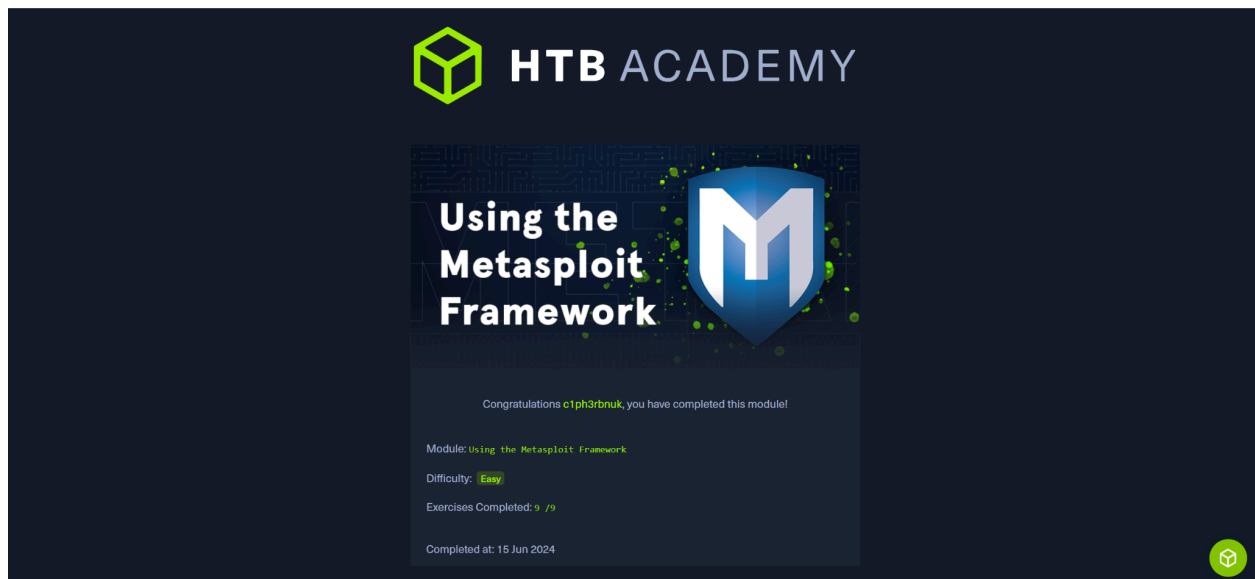 HTB ACADEMY
Using the
Metasploit
Framework
Congratulations c1ph3rbnuk, you have completed this module!
Module: Using the Metasploit Framework
Difficulty: Easy
Exercises Completed: 9 /9
Completed at: 15 Jun 2024